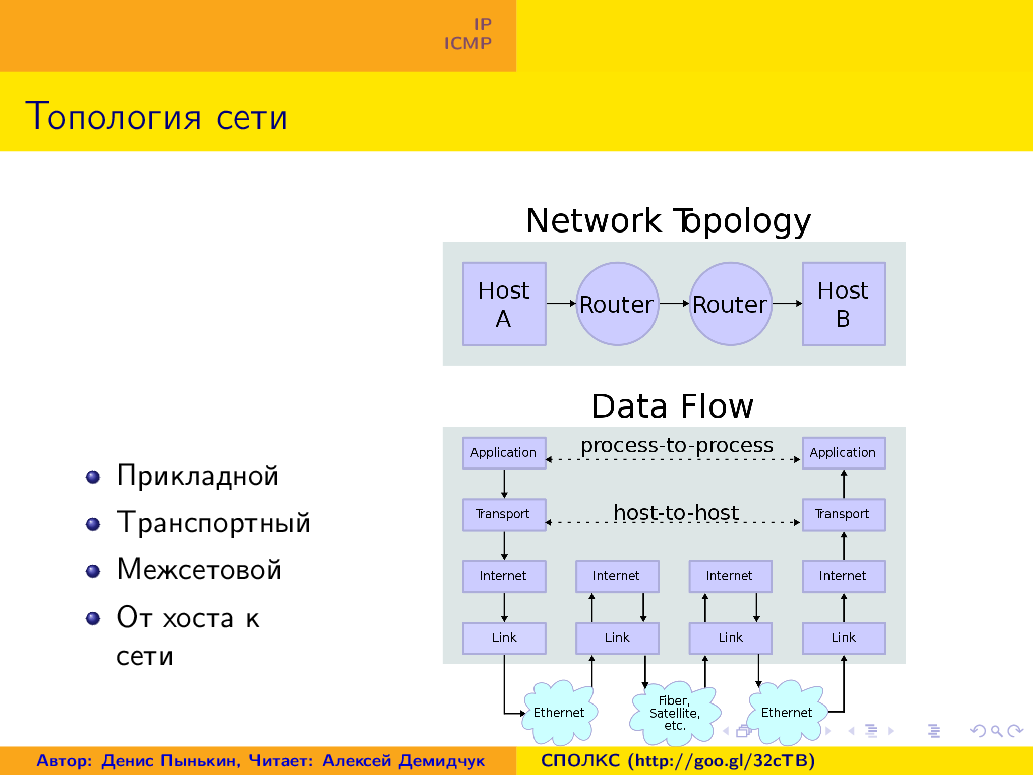 IP
ICMP
Топология сети
Network Topology
Host
A
Router
Router
Host
B
Data Flow
Application
process-to-process
Application
Transport
host-to-host
Transport
Internet
Internet
Internet
Internet
Link
Link
Link
Link
Ethernet
Fiber,
Satellite,
etc.
Ethernet
Прикладной
Транспортный
Межсетовой
От хоста к
сети
Автор: Денис Пынькин, Читает: Алексей Демидчук
СПОЛКС (http://goo.gl/32cTB)